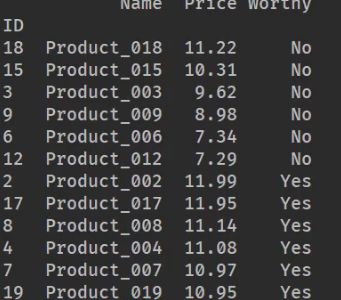 Name Price Worthy
ID
18 Product_018 11.22 No
15 Product_015 10.31 No
3 Product_003 9.62 No
9 Product_009 8.98 No
6 Product_006 7.34 No
12 Product_012 7.29 No
2 Product_002 11.99 Yes
17 Product_017 11.95 Yes
8 Product_008 11.14 Yes
4 Product_004 11.08 Yes
7 Product_007 10.97 Yes
19 Product_019 10.95 Yes